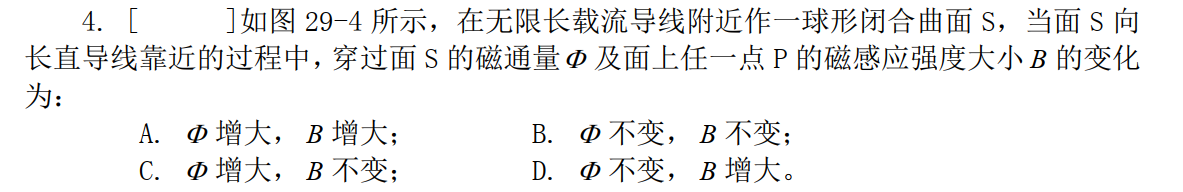 4. [ ]如图 29-4 所示，在无限长载流导线附近作一球形闭合曲面 S，当面 S 向
长直导线靠近的过程中，穿过面 S 的磁通量 Φ 及面上任一点 P 的磁感应强度大小 B 的变化
为：
A. Φ 增大， B 增大； B. Φ 不变， B 不变；
C. Φ 增大， B 不变； D. Φ 不变， B 增大。